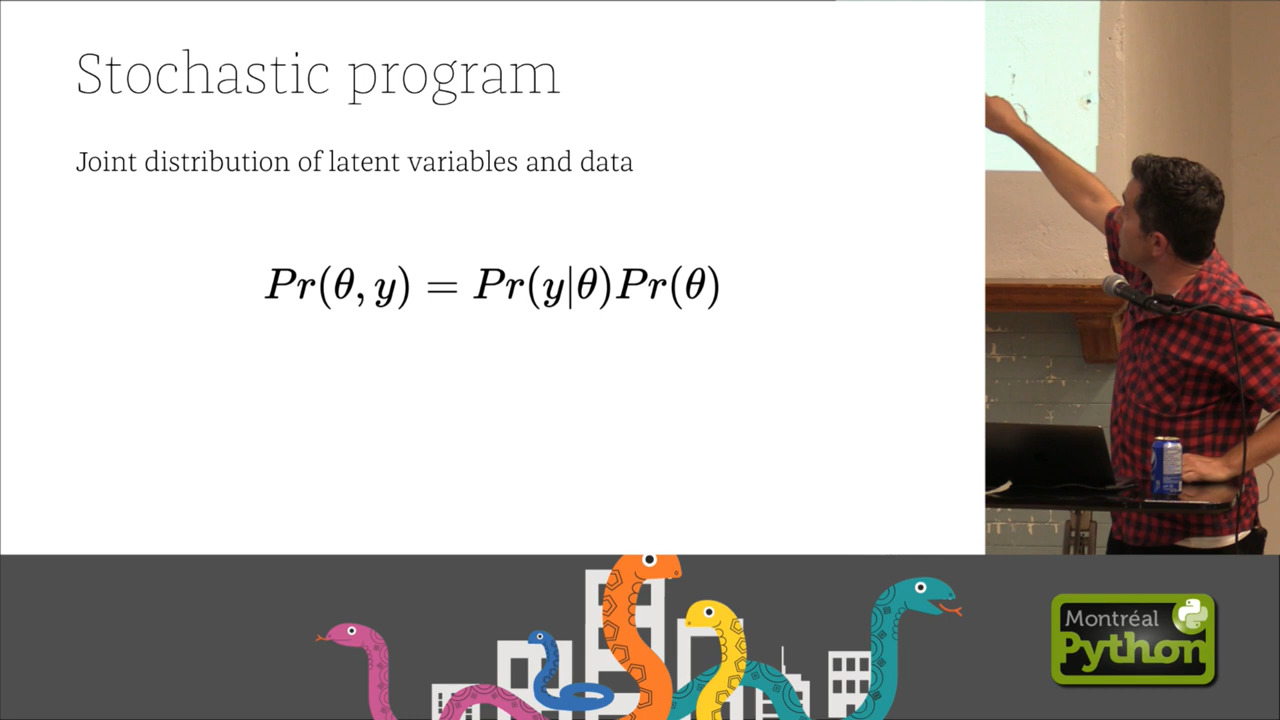 Stochastic program
Joint distribution of latent variables and data
Pr(θ, y) = Pr(y|θ)Pr(θ)
Montréal
Python